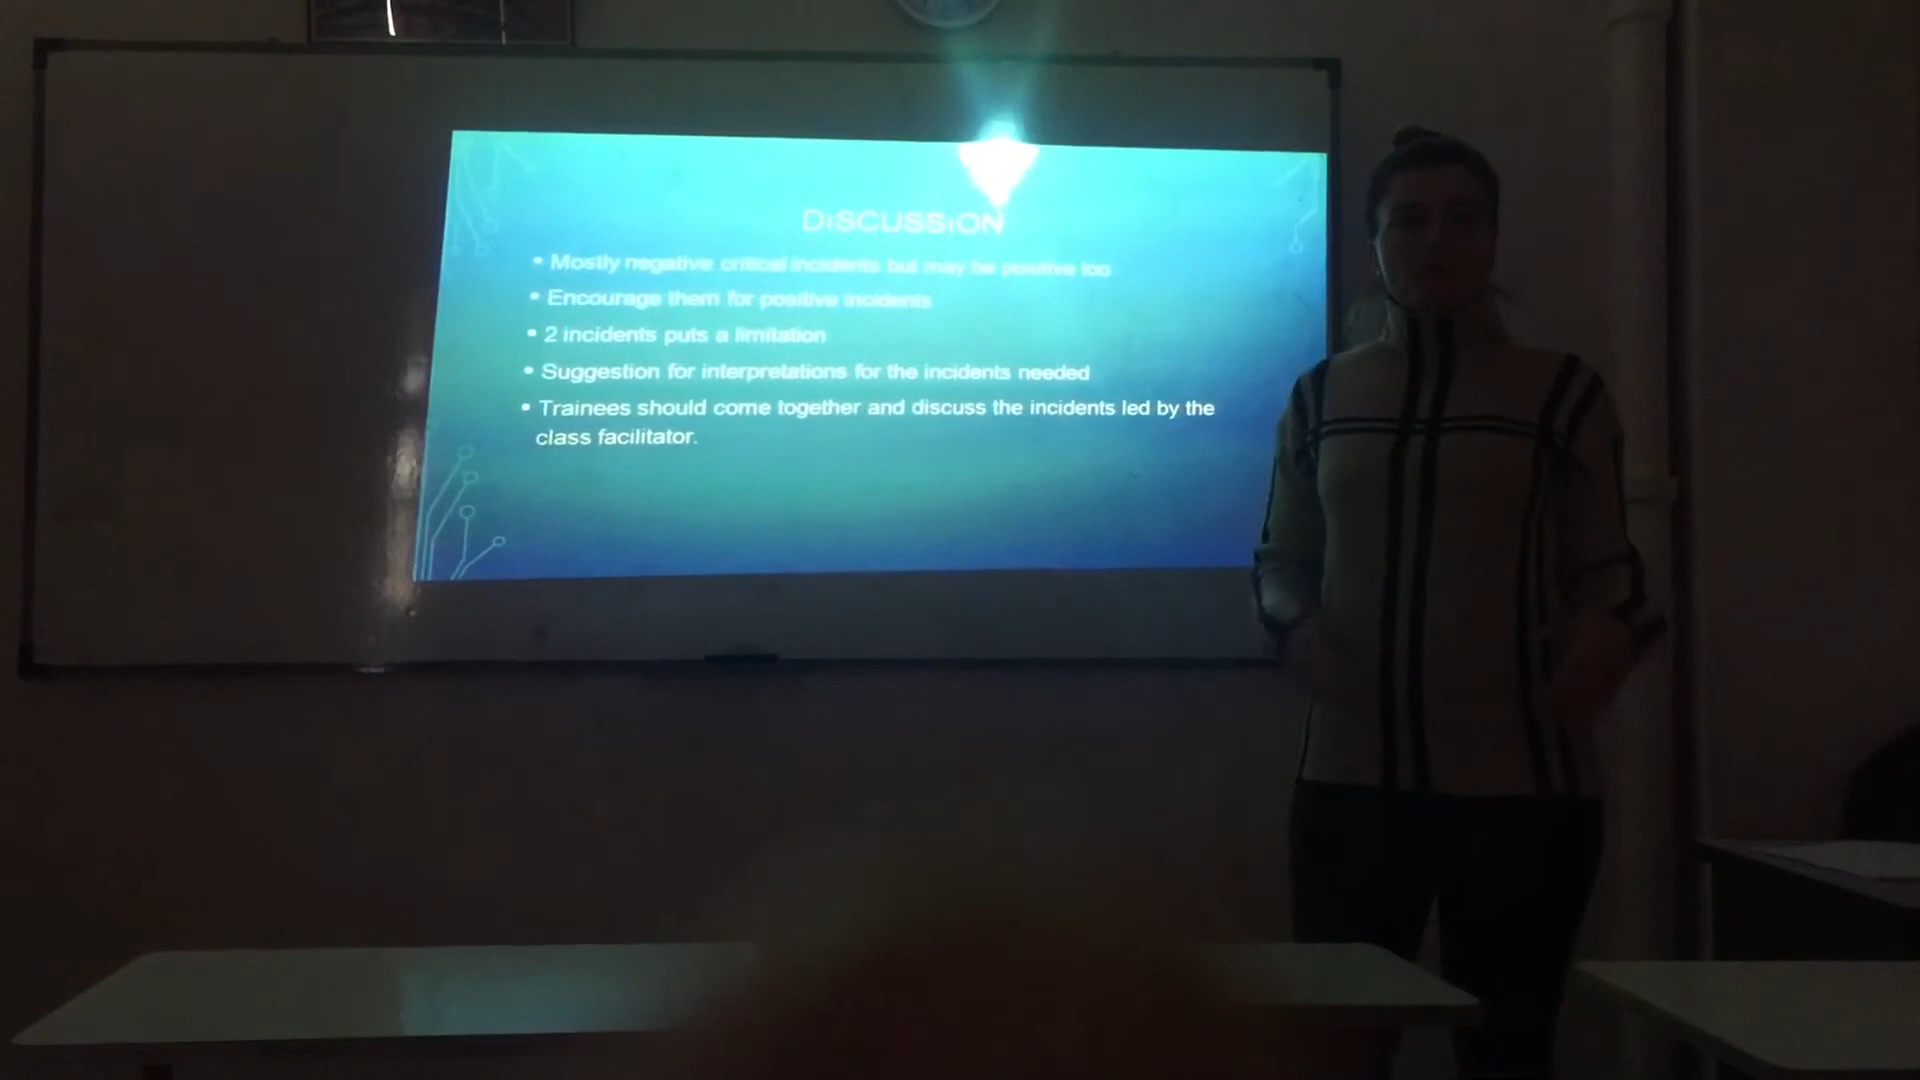 DiSCUSSiON
• Mostly negative critical incidents but may be positive too
• Encourage them for positive incidents
• 2 incidents puts a limitation
• Suggestion for interpretations for the incidents needed
• Trainees should come together and discuss the incidents led by the
class facilitator.